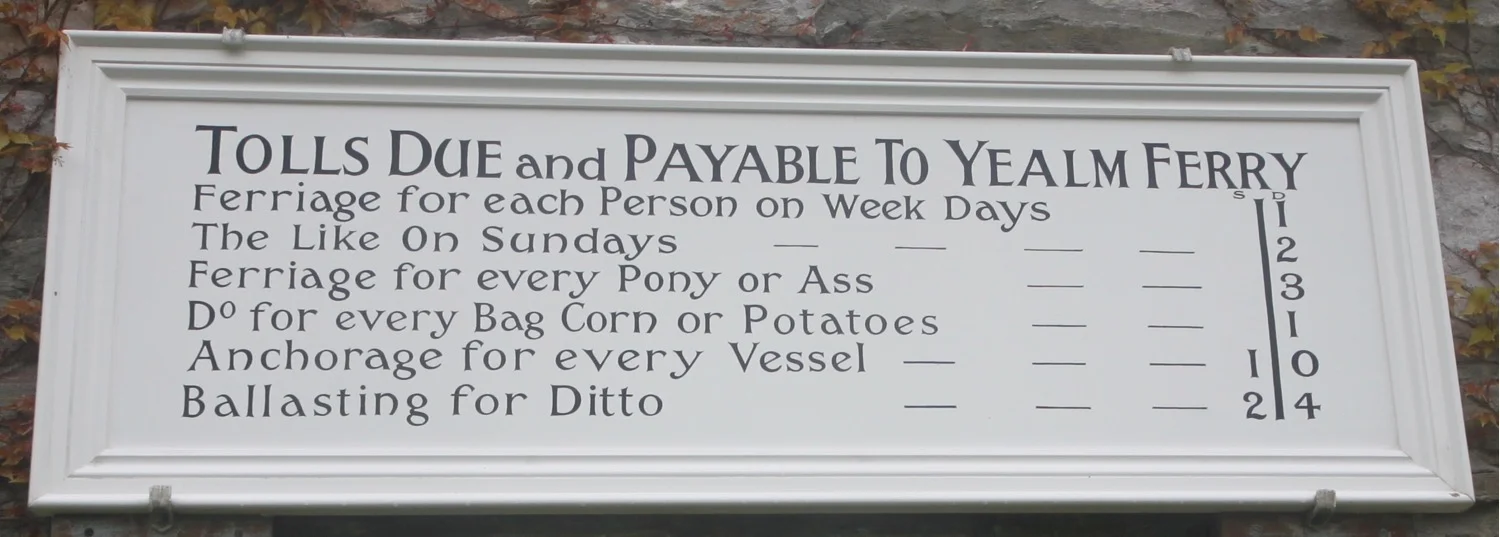 TOLLS DUE and PAYABLE TO YEALM FERRY
S D
Ferriage for each Person on Week Days 1
The Like On Sundays — — — — 2
Ferriage for every Pony or Ass — — 3
Dº for every Bag Corn or Potatoes — — 1
Anchorage for every Vessel — — — 1 0
Ballasting for Ditto — — — 2 4